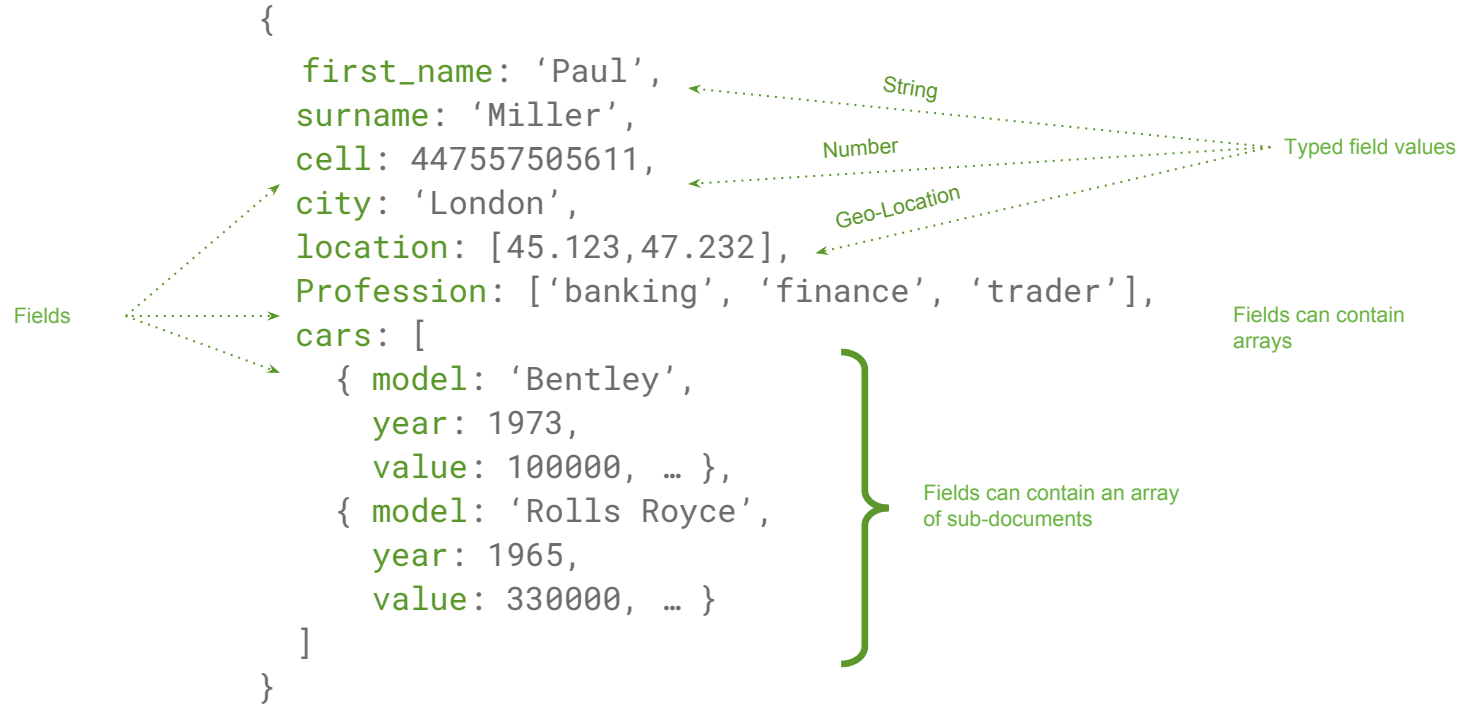 {
first_name: ‘Paul’,
surname: ‘Miller’,
cell: 447557505611,
city: ‘London’,
location: [45.123,47.232],
Profession: [‘banking’, ‘finance’, ‘trader'],
cars: [
{ model: ‘Bentley’,
year: 1973,
value: 100000, … },
{ model: ‘Rolls Royce’,
year: 1965,
value: 330000, … }
]
}
Fields
String
Number
Geo-Location
Typed field values
Fields can contain
arrays
Fields can contain an array
of sub-documents